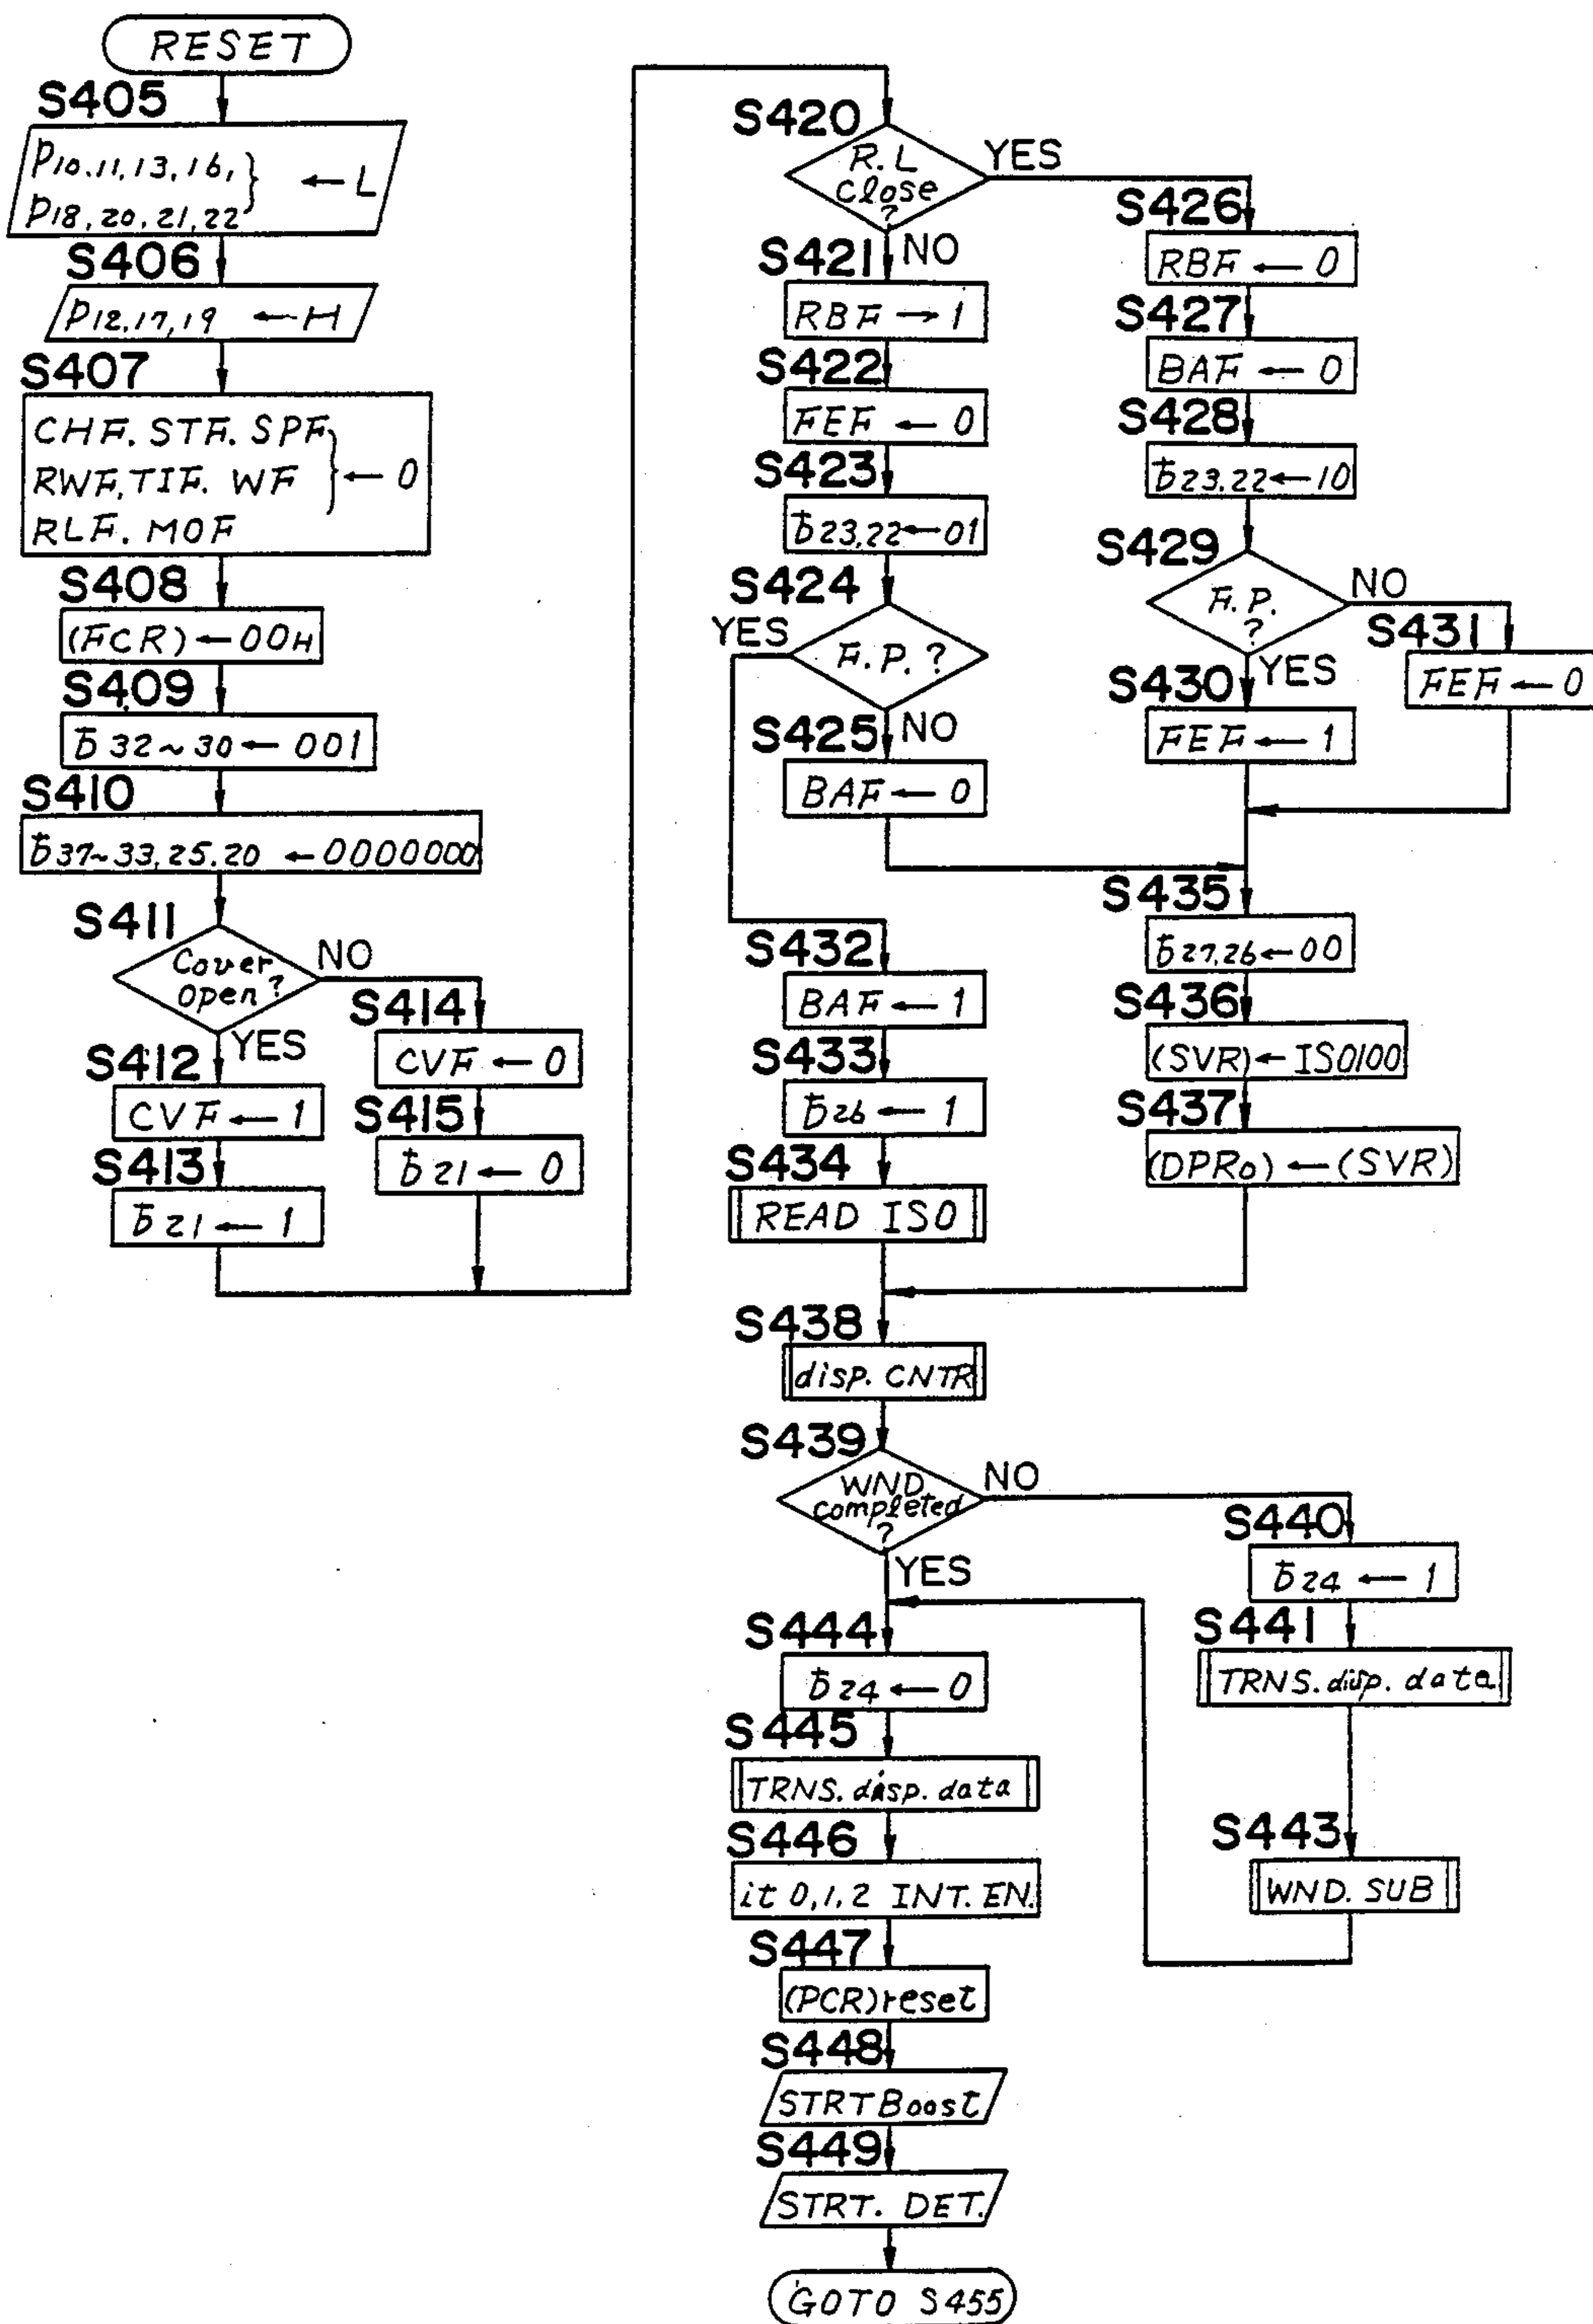 RESET
S405
P10.11,13,16,
P18,20,21,22 } ← L
S406
P12,17,19 ← H
S407
CHF. STF. SPF
RWF, TIF. WF } ← 0
RLF. MOF
S408
(FCR) ← 00H
S409
b32~30 ← 001
S410
b37~33,25.20 ← 0000000
S411
Cover
open?
NO
YES
S412
CVF ← 1
S413
b21 ← 1
S414
CVF ← 0
S415
b21 ← 0
S420
R.L
Close
?
YES
NO
S421
RBF → 1
S422
FEF ← 0
S423
b23,22 ← 01
S424
F.P.?
YES
NO
S425
BAF ← 0
S426
RBF ← 0
S427
BAF ← 0
S428
b23.22 ← 10
S429
F.P.
?
NO
YES
S430
FEF ← 1
S431
FEF ← 0
S432
BAF ← 1
S433
b26 ← 1
S434
READ ISO
S435
b27,26 ← 00
S436
(SVR) ← ISO100
S437
(DPRo) ← (SVR)
S438
disp. CNTR
S439
WND
completed
?
NO
YES
S440
b24 ← 1
S441
TRNS. disp. data
S443
WND. SUB
S444
b24 ← 0
S445
TRNS. disp. data
S446
it 0,1.2 INT. EN.
S447
(PCR) reset
S448
STRT Boost
S449
STRT. DET.
GOTO S455